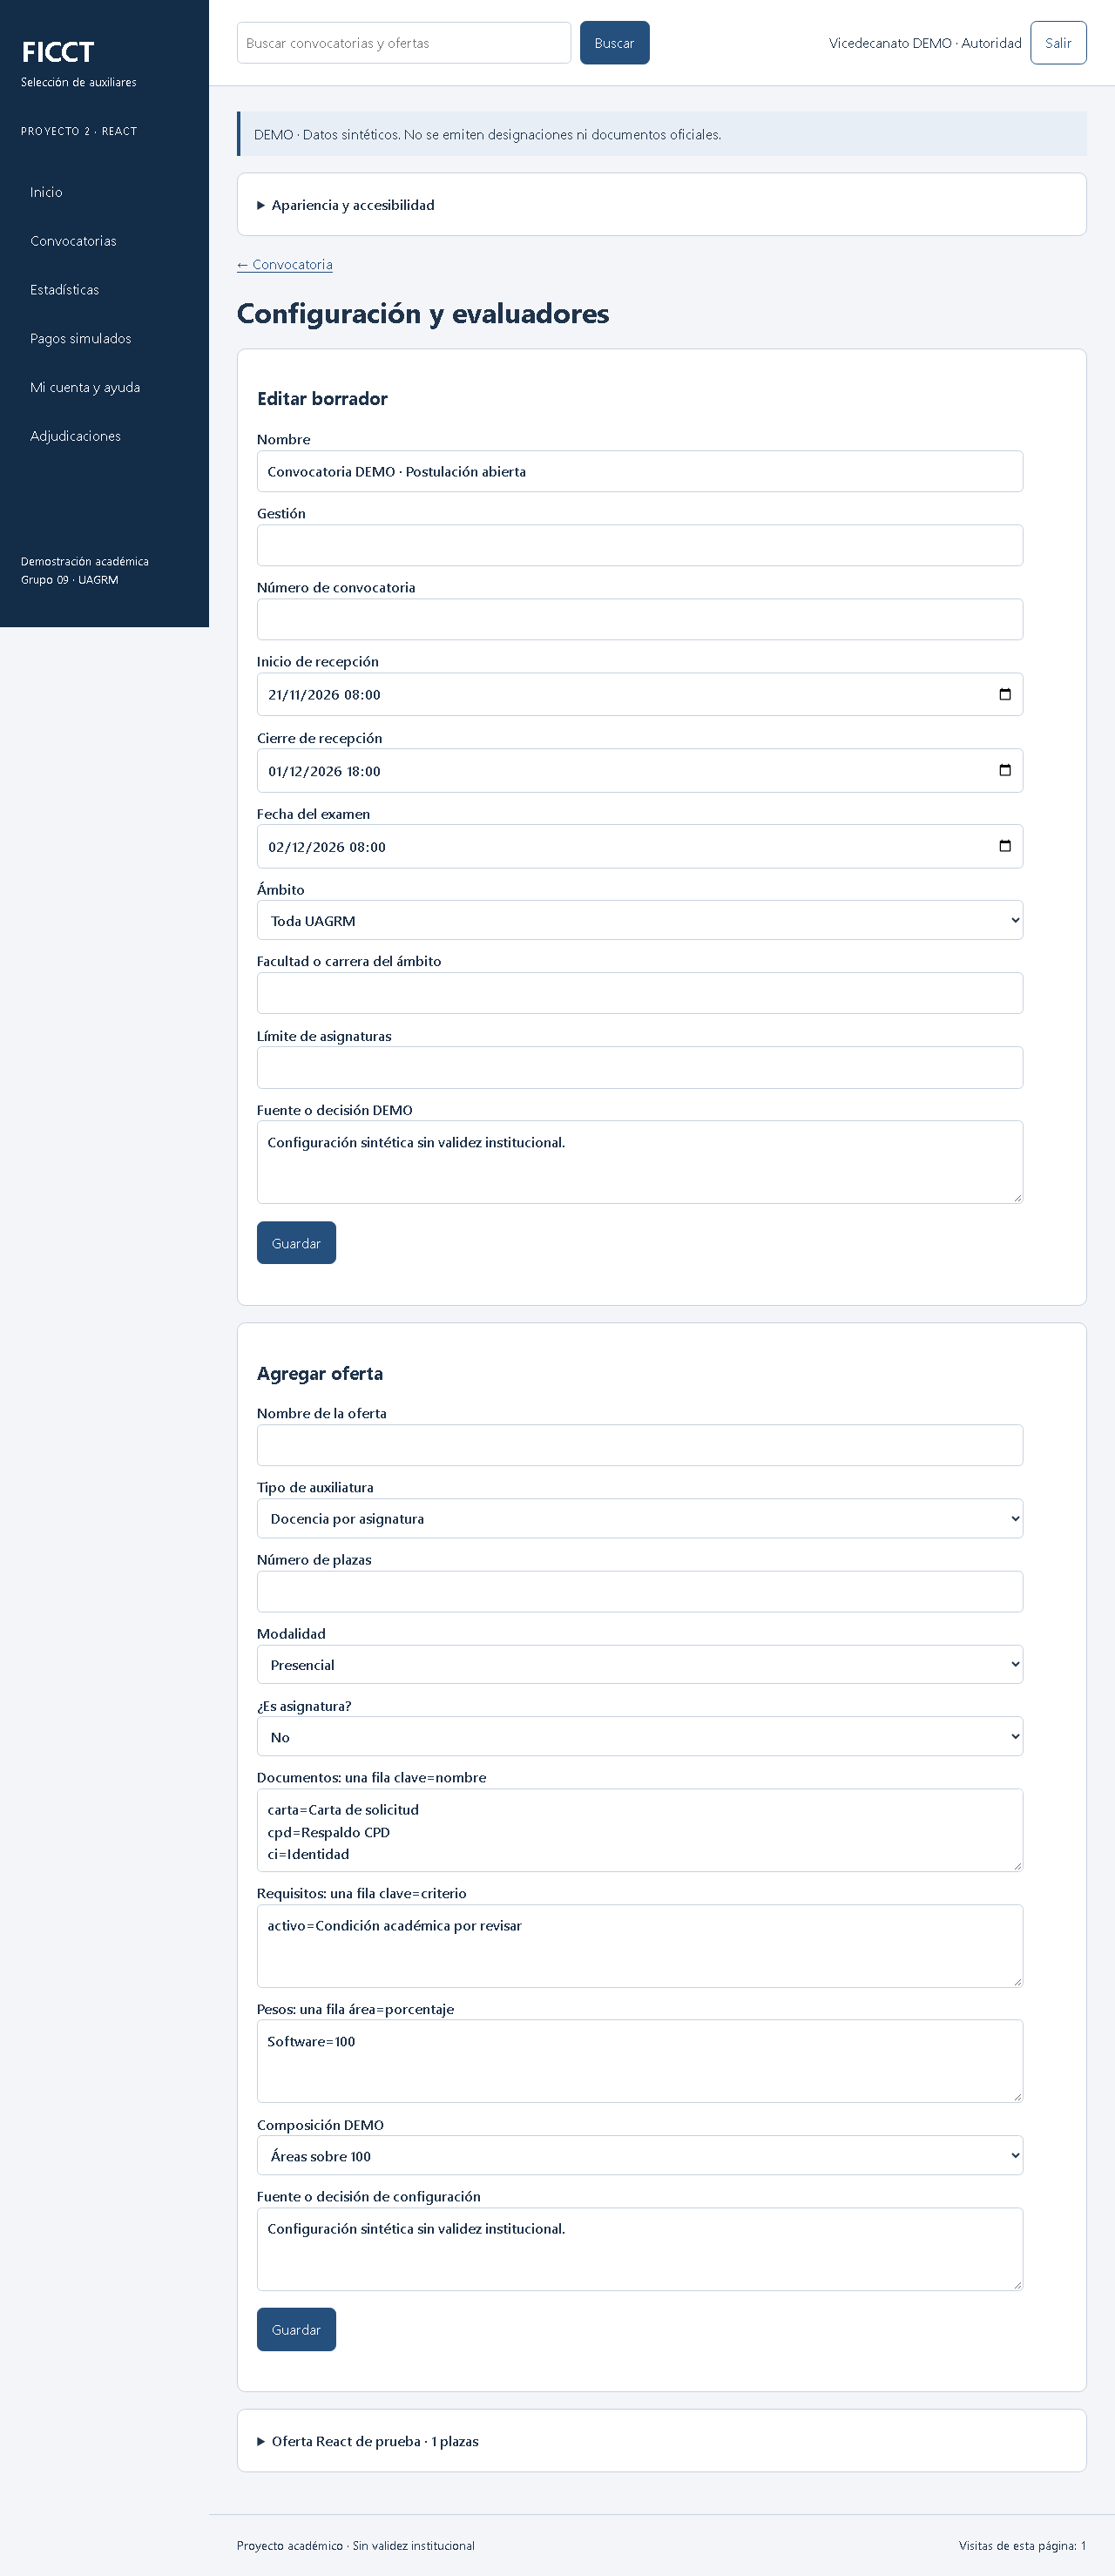 FICCT
Selección de auxiliares
PROYECTO 2 · REACT
Inicio
Convocatorias
Estadísticas
Pagos simulados
Mi cuenta y ayuda
Adjudicaciones
Demostración académica
Grupo 09 · UAGRM
Buscar convocatorias y ofertas
Buscar
Vicedecanato DEMO · Autoridad
Salir
DEMO · Datos sintéticos. No se emiten designaciones ni documentos oficiales.
▶ Apariencia y accesibilidad
← Convocatoria
Configuración y evaluadores
Editar borrador
Nombre
Convocatoria DEMO · Postulación abierta
Gestión
Número de convocatoria
Inicio de recepción
21/11/2026 08:00
Cierre de recepción
01/12/2026 18:00
Fecha del examen
02/12/2026 08:00
Ámbito
Toda UAGRM
Facultad o carrera del ámbito
Límite de asignaturas
Fuente o decisión DEMO
Configuración sintética sin validez institucional.
Guardar
Agregar oferta
Nombre de la oferta
Tipo de auxiliatura
Docencia por asignatura
Número de plazas
Modalidad
Presencial
¿Es asignatura?
No
Documentos: una fila clave=nombre
carta=Carta de solicitud
cpd=Respaldo CPD
ci=Identidad
Requisitos: una fila clave=criterio
activo=Condición académica por revisar
Pesos: una fila área=porcentaje
Software=100
Composición DEMO
Áreas sobre 100
Fuente o decisión de configuración
Configuración sintética sin validez institucional.
Guardar
▶ Oferta React de prueba · 1 plazas
Proyecto académico · Sin validez institucional
Visitas de esta página: 1